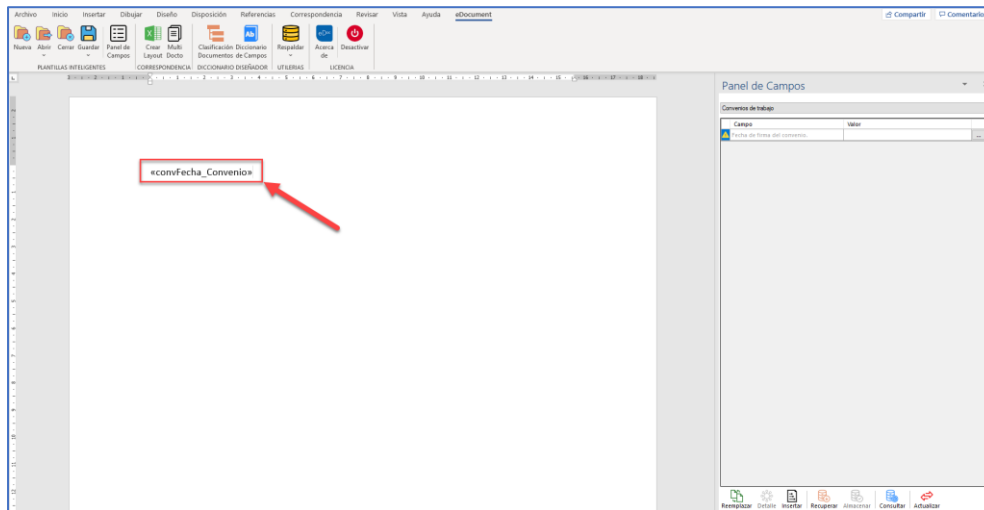 Archivo Inicio Insertar Dibujar Diseño Disposición Referencias Correspondencia Revisar Vista Ayuda eDocument Compartir Comentario
Nueva Abrir Cerrar Guardar Panel de Campos Crear Layout Multi Docto Clasificación Documentos Diccionario de Campos Respaldar Acerca de Desactivar
PLANTILLAS INTELIGENTES CORRESPONDENCIA DICCIONARIO DISEÑADOR UTILERIAS LICENCIA
Panel de Campos
Convenios de trabajo
Campo Valor
Fecha de firma del convenio. ...
«convFecha_Convenio»
Reemplazar Detalle Insertar Recuperar Almacenar Consultar Actualizar